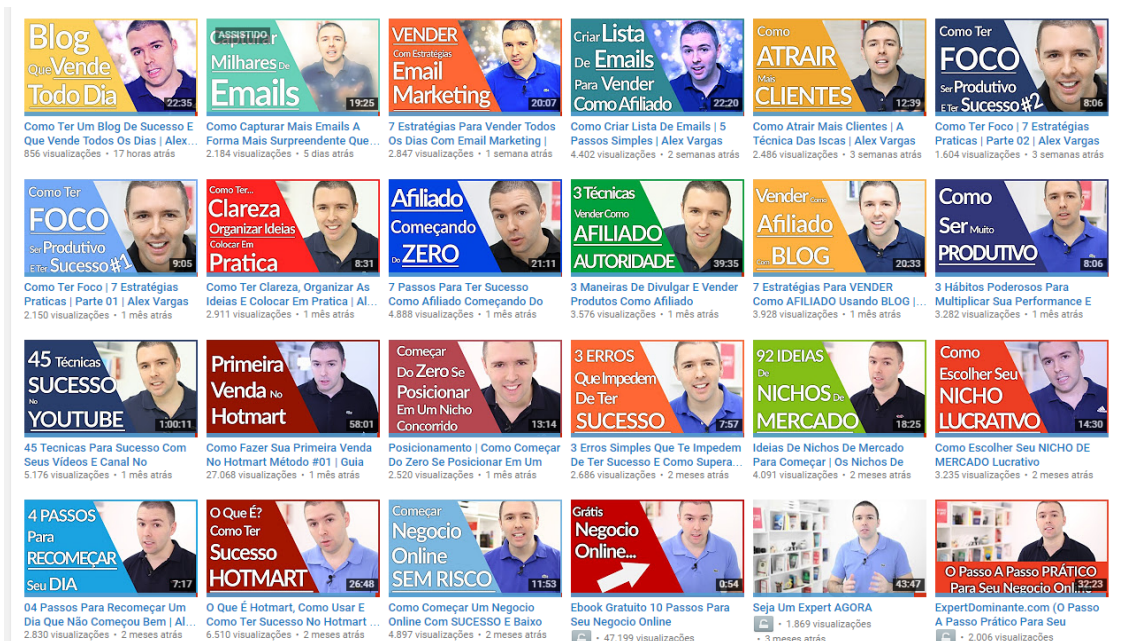 Blog
Que Vende
Todo Dia
22:35
Como Ter Um Blog De Sucesso E
Que Vende Todos Os Dias | Alex...
856 visualizações • 17 horas atrás
ASSISTIDO
Capturar
Milhares De
Emails
19:25
Como Capturar Mais Emails A
Forma Mais Surpreendente Que...
2.184 visualizações • 5 dias atrás
VENDER
Com Estrategias
Email
Marketing
20:07
7 Estratégias Para Vender Todos
Os Dias Com Email Marketing |
2.847 visualizações • 1 semana atrás
Criar Lista
De Emails
Para Vender
Como Afiliado
22:20
Como Criar Lista De Emails | 5
Passos Simples | Alex Vargas
4.402 visualizações • 2 semanas atrás
Como
ATRAIR
Mais
CLIENTES
12:39
Como Atrair Mais Clientes | A
Técnica Das Iscas | Alex Vargas
2.486 visualizações • 3 semanas atrás
Como Ter
FOCO
Ser Produtivo
E Ter Sucesso #2
8:06
Como Ter Foco | 7 Estratégias
Praticas | Parte 02 | Alex Vargas
1.604 visualizações • 3 semanas atrás
Como Ter
FOCO
Ser Produtivo
E Ter Sucesso #1
9:05
Como Ter Foco | 7 Estratégias
Praticas | Parte 01 | Alex Vargas
2.150 visualizações • 1 mês atrás
Como Ter...
Clareza
Organizar Ideias
Colocar Em
Pratica
8:31
Como Ter Clareza, Organizar As
Ideias E Colocar Em Pratica | Al...
2.911 visualizações • 1 mês atrás
Afiliado
Começando
Do ZERO
21:11
7 Passos Para Ter Sucesso
Como Afiliado Começando Do
4.888 visualizações • 1 mês atrás
3 Técnicas
Vender Como
AFILIADO
AUTORIDADE
39:35
3 Maneiras De Divulgar E Vender
Produtos Como Afiliado
3.576 visualizações • 1 mês atrás
Vender Como
Afiliado
Com BLOG
20:33
7 Estratégias Para VENDER
Como AFILIADO Usando BLOG |...
3.928 visualizações • 1 mês atrás
Como
Ser Muito
PRODUTIVO
8:06
3 Hábitos Poderosos Para
Multiplicar Sua Performance E
3.282 visualizações • 1 mês atrás
45 Técnicas
SUCESSO
No
YOUTUBE
1:00:11
45 Tecnicas Para Sucesso Com
Seus Vídeos E Canal No
5.176 visualizações • 1 mês atrás
Primeira
Venda No
Hotmart
58:01
Como Fazer Sua Primeira Venda
No Hotmart Método #01 | Guia
27.068 visualizações • 1 mês atrás
Começar
Do Zero Se
Posicionar
Em Um Nicho
Concorrido
13:14
Posicionamento | Como Começar
Do Zero Se Posicionar Em Um
2.520 visualizações • 1 mês atrás
3 ERROS
Que Impedem
De Ter
SUCESSO
7:57
3 Erros Simples Que Te Impedem
De Ter Sucesso E Como Supera...
2.686 visualizações • 2 meses atrás
92 IDEIAS
De
NICHOS De
MERCADO
18:25
Ideias De Nichos De Mercado
Para Começar | Os Nichos De
4.091 visualizações • 2 meses atrás
Como
Escolher Seu
NICHO
LUCRATIVO
14:30
Como Escolher Seu NICHO DE
MERCADO Lucrativo
3.235 visualizações • 2 meses atrás
4 PASSOS
Para
RECOMEÇAR
Seu DIA
7:17
04 Passos Para Recomeçar Um
Dia Que Não Começou Bem | Al...
2.830 visualizações • 2 meses atrás
O Que É?
Como Ter
Sucesso
HOTMART
26:48
O Que É Hotmart, Como Usar E
Como Ter Sucesso No Hotmart ...
6.510 visualizações • 2 meses atrás
Começar
Negocio
Online
SEM RISCO
11:53
Como Começar Um Negocio
Online Com SUCESSO E Baixo
4.897 visualizações • 2 meses atrás
Grátis
Negocio
Online...
0:54
Ebook Gratuito 10 Passos Para
Seu Negocio Online
• 47.199 visualizações
43:47
Seja Um Expert AGORA
• 1.869 visualizações
• 3 meses atrás
O Passo A Passo PRÁTICO
Para Seu Negocio Online
32:23
ExpertDominante.com (O Passo
A Passo Prático Para Seu
• 2.006 visualizações